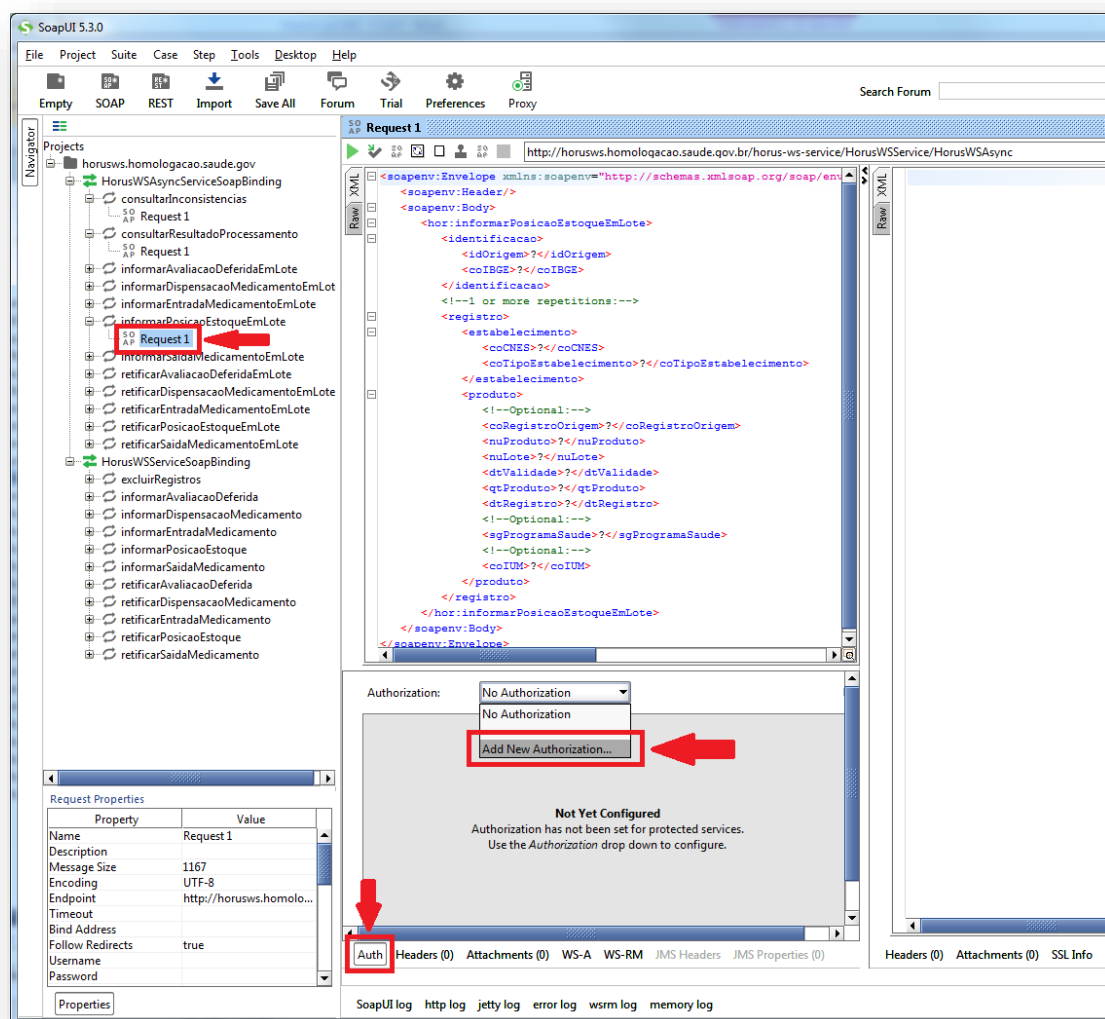 SoapUI 5.3.0
File Project Suite Case Step Tools Desktop Help
Empty SOAP REST Import Save All Forum Trial Preferences Proxy
Search Forum
Navigator
Projects
horusws.homologacao.saude.gov
HorusWSAsyncServiceSoapBinding
consultarInconsistencias
Request 1
consultarResultadoProcessamento
Request 1
informarAvaliacaoDeferidaEmLote
informarDispensacaoMedicamentoEmLot
informarEntradaMedicamentoEmLote
informarPosicaoEstoqueEmLote
Request 1
informarSaidaMedicamentoEmLote
retificarAvaliacaoDeferidaEmLote
retificarDispensacaoMedicamentoEmLote
retificarEntradaMedicamentoEmLote
retificarPosicaoEstoqueEmLote
retificarSaidaMedicamentoEmLote
HorusWSServiceSoapBinding
excluirRegistros
informarAvaliacaoDeferida
informarDispensacaoMedicamento
informarEntradaMedicamento
informarPosicaoEstoque
informarSaidaMedicamento
retificarAvaliacaoDeferida
retificarDispensacaoMedicamento
retificarEntradaMedicamento
retificarPosicaoEstoque
retificarSaidaMedicamento
Request Properties
Property Value
Name Request 1
Description
Message Size 1167
Encoding UTF-8
Endpoint http://horusws.homolo...
Timeout
Bind Address
Follow Redirects true
Username
Password
Properties
SOAP Request 1
http://horusws.homologacao.saude.gov.br/horus-ws-service/HorusWSService/HorusWSAsync
XML
Raw
<soapenv:Envelope xmlns:soapenv="http://schemas.xmlsoap.org/soap/env
<soapenv:Header/>
<soapenv:Body>
<hor:informarPosicaoEstoqueEmLote>
<identificacao>
<idOrigem>?</idOrigem>
<coIBGE>?</coIBGE>
</identificacao>
<!--1 or more repetitions:-->
<registro>
<estabelecimento>
<coCNES>?</coCNES>
<coTipoEstabelecimento>?</coTipoEstabelecimento>
</estabelecimento>
<produto>
<!--Optional:-->
<coRegistroOrigem>?</coRegistroOrigem>
<nuProduto>?</nuProduto>
<nuLote>?</nuLote>
<dtValidade>?</dtValidade>
<qtProduto>?</qtProduto>
<dtRegistro>?</dtRegistro>
<!--Optional:-->
<sgProgramaSaude>?</sgProgramaSaude>
<!--Optional:-->
<coIUM>?</coIUM>
</produto>
</registro>
</hor:informarPosicaoEstoqueEmLote>
</soapenv:Body>
</soapenv:Envelope>
Authorization: No Authorization
No Authorization
Add New Authorization...
Not Yet Configured
Authorization has not been set for protected services.
Use the Authorization drop down to configure.
Auth Headers (0) Attachments (0) WS-A WS-RM JMS Headers JMS Properties (0)
XML
Raw
Headers (0) Attachments (0) SSL Info
SoapUI log http log jetty log error log wsrm log memory log